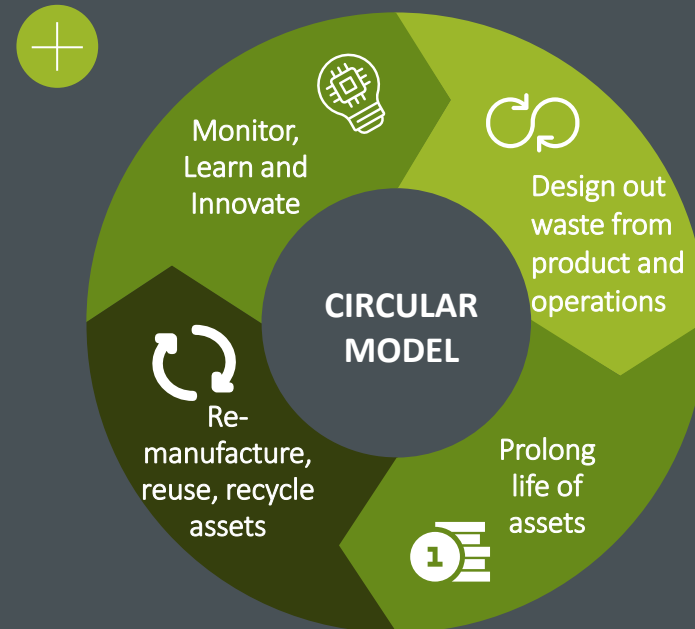 Monitor,
Learn and
Innovate
Design out
waste from
product and
operations
CIRCULAR
MODEL
Re-
manufacture,
reuse, recycle
assets
Prolong
life of
assets
1